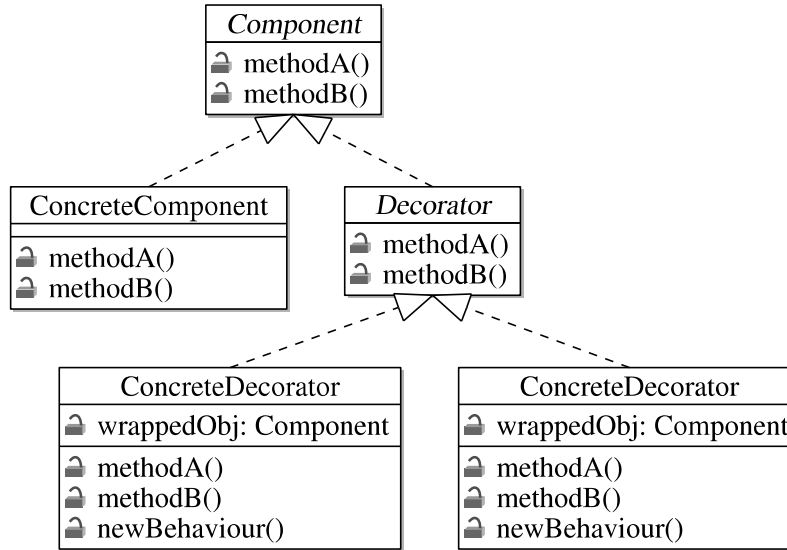 Component
methodA()
methodB()
ConcreteComponent
methodA()
methodB()
Decorator
methodA()
methodB()
ConcreteDecorator
wrappedObj: Component
methodA()
methodB()
newBehaviour()
ConcreteDecorator
wrappedObj: Component
methodA()
methodB()
newBehaviour()